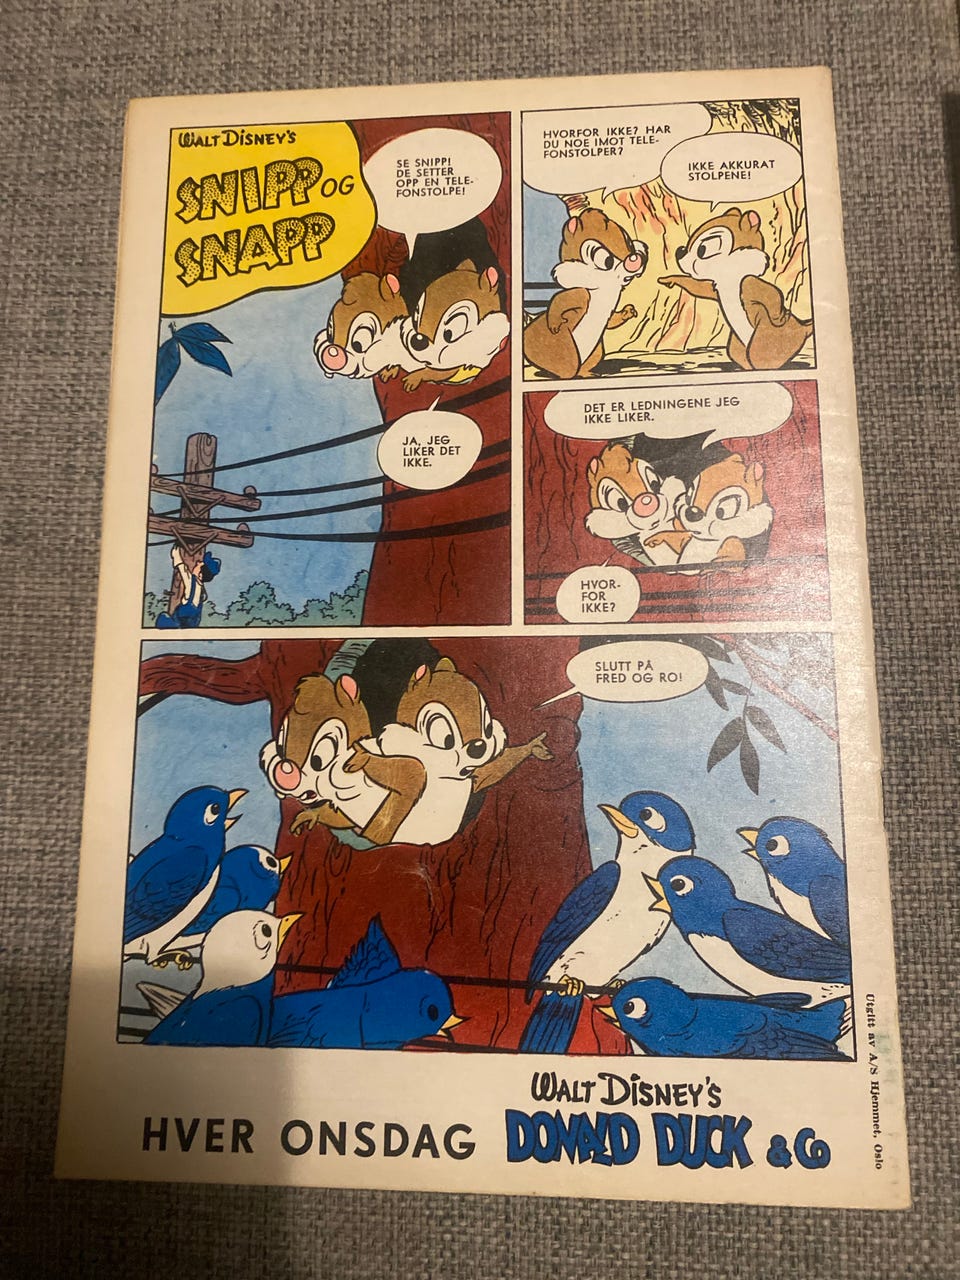 WALT DISNEY'S
SNIPP OG
SNAPP
SE SNIPP!
DE SETTER
OPP EN TELE-
FONSTOLPE!
JA, JEG
LIKER DET
IKKE.
HVORFOR IKKE? HAR
DU NOE IMOT TELE-
FONSTOLPER?
IKKE AKKURAT
STOLPENE!
DET ER LEDNINGENE JEG
IKKE LIKER.
HVOR-
FOR
IKKE?
SLUTT PÅ
FRED OG RO!
Utgitt av A/S Hjemmet, Oslo
HVER ONSDAG
WALT DISNEY'S
DONALD DUCK & Co